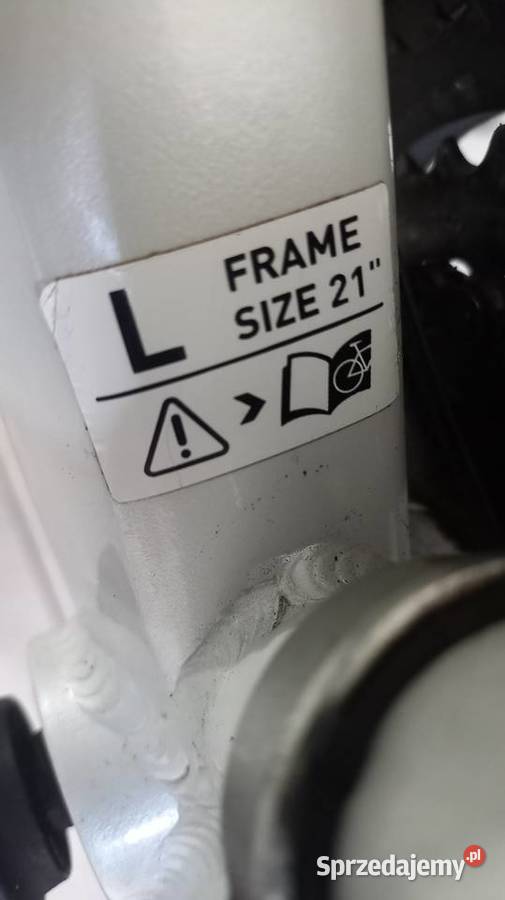 L
FRAME
SIZE 21"
Sprzedajemy.pl